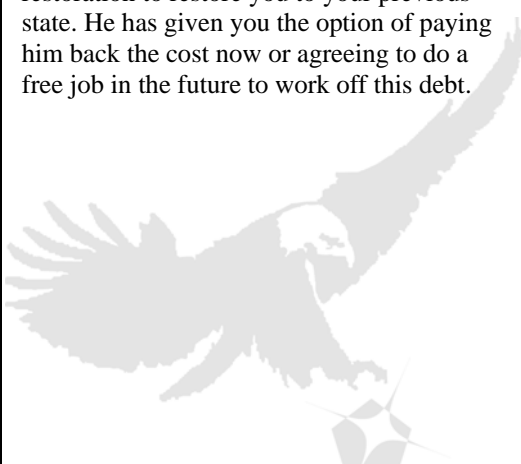 restoration to restore you to your previous
state. He has given you the option of paying
him back the cost now or agreeing to do a
free job in the future to work off this debt.